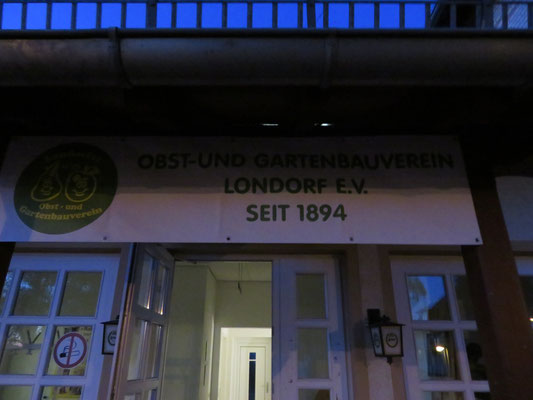 OBST-UND GARTENBAUVEREIN
LONDORF E.V.
SEIT 1894
Obst- und
Gartenbauverein